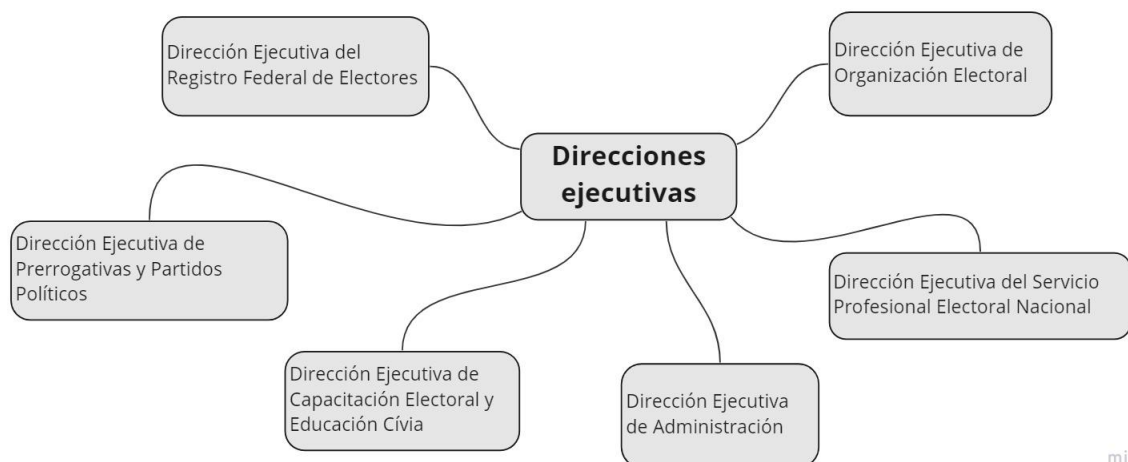 Dirección Ejecutiva del
Registro Federal de Electores
Dirección Ejecutiva de
Organización Electoral
Direcciones
ejecutivas
Dirección Ejecutiva de
Prerrogativas y Partidos
Políticos
Dirección Ejecutiva del Servicio
Profesional Electoral Nacional
Dirección Ejecutiva de
Capacitación Electoral y
Educación Cívia
Dirección Ejecutiva
de Administración